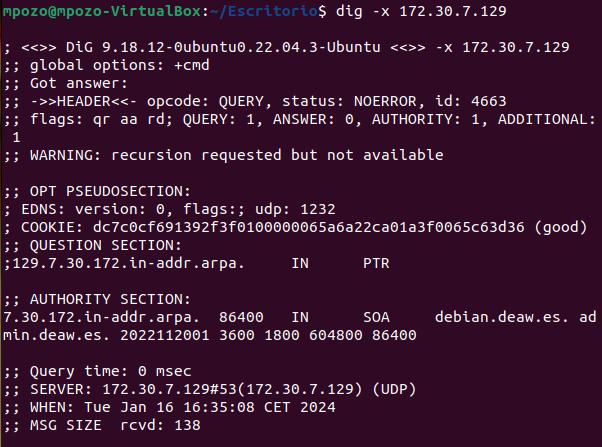 mpozo@mpozo-VirtualBox:~/Escritorio$ dig -x 172.30.7.129

; <<>> DiG 9.18.12-0ubuntu0.22.04.3-Ubuntu <<>> -x 172.30.7.129
;; global options: +cmd
;; Got answer:
;; ->>HEADER<<- opcode: QUERY, status: NOERROR, id: 4663
;; flags: qr aa rd; QUERY: 1, ANSWER: 0, AUTHORITY: 1, ADDITIONAL:
 1
;; WARNING: recursion requested but not available

;; OPT PSEUDOSECTION:
; EDNS: version: 0, flags:; udp: 1232
; COOKIE: dc7c0cf691392f3f0100000065a6a22ca01a3f0065c63d36 (good)
;; QUESTION SECTION:
;129.7.30.172.in-addr.arpa.     IN      PTR

;; AUTHORITY SECTION:
7.30.172.in-addr.arpa.  86400   IN      SOA     debian.deaw.es. ad
min.deaw.es. 2022112001 3600 1800 604800 86400

;; Query time: 0 msec
;; SERVER: 172.30.7.129#53(172.30.7.129) (UDP)
;; WHEN: Tue Jan 16 16:35:08 CET 2024
;; MSG SIZE  rcvd: 138